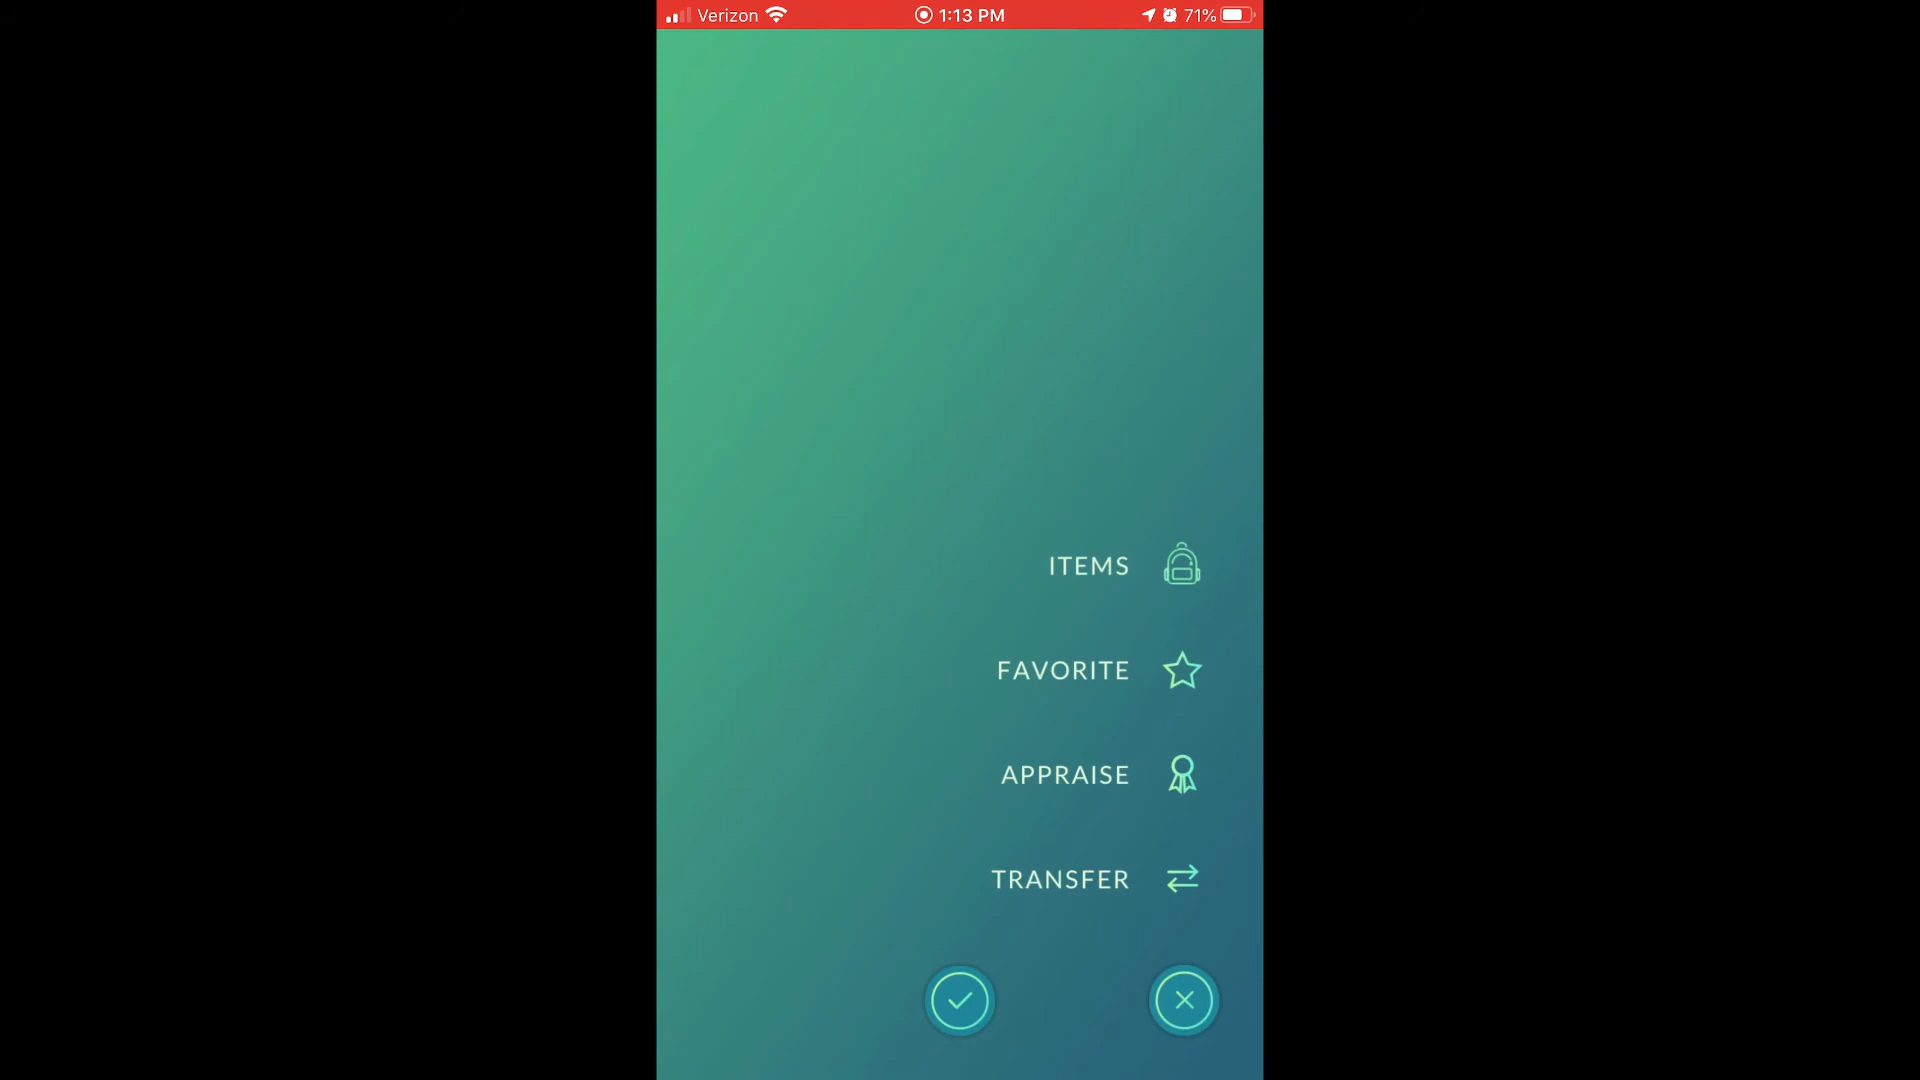 Verizon 1:13 PM 71%
ITEMS
FAVORITE
APPRAISE
TRANSFER